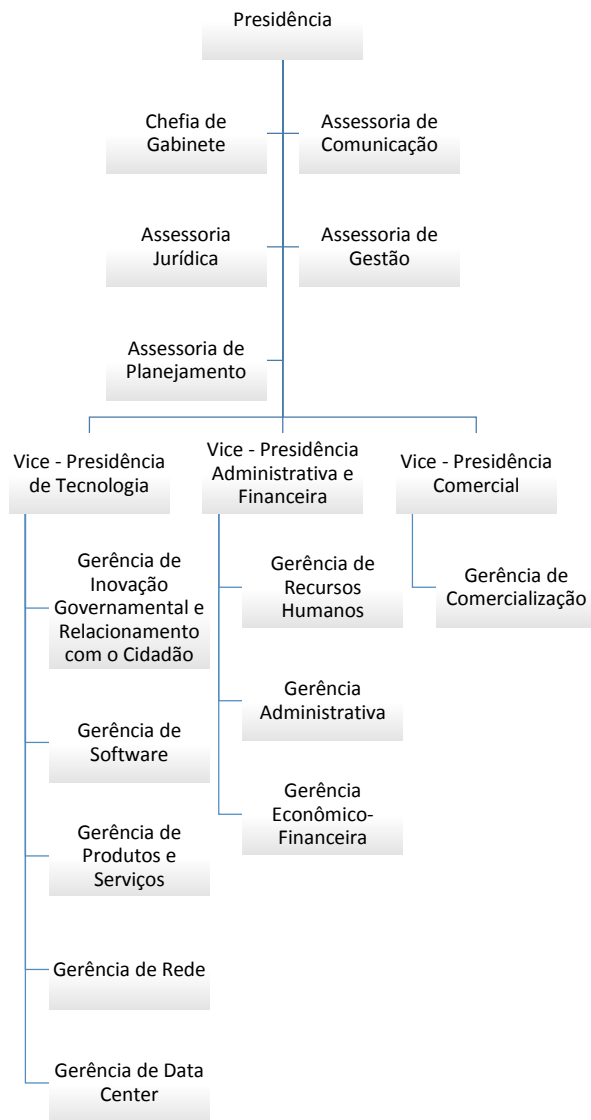 Presidência
Chefia de
Gabinete
Assessoria de
Comunicação
Assessoria
Jurídica
Assessoria de
Gestão
Assessoria de
Planejamento
Vice - Presidência
de Tecnologia
Gerência de
Inovação
Governamental e
Relacionamento
com o Cidadão
Gerência de
Software
Gerência de
Produtos e
Serviços
Gerência de Rede
Gerência de Data
Center
Vice - Presidência
Administrativa e
Financeira
Gerência de
Recursos
Humanos
Gerência
Administrativa
Gerência
Econômico-
Financeira
Vice - Presidência
Comercial
Gerência de
Comercialização